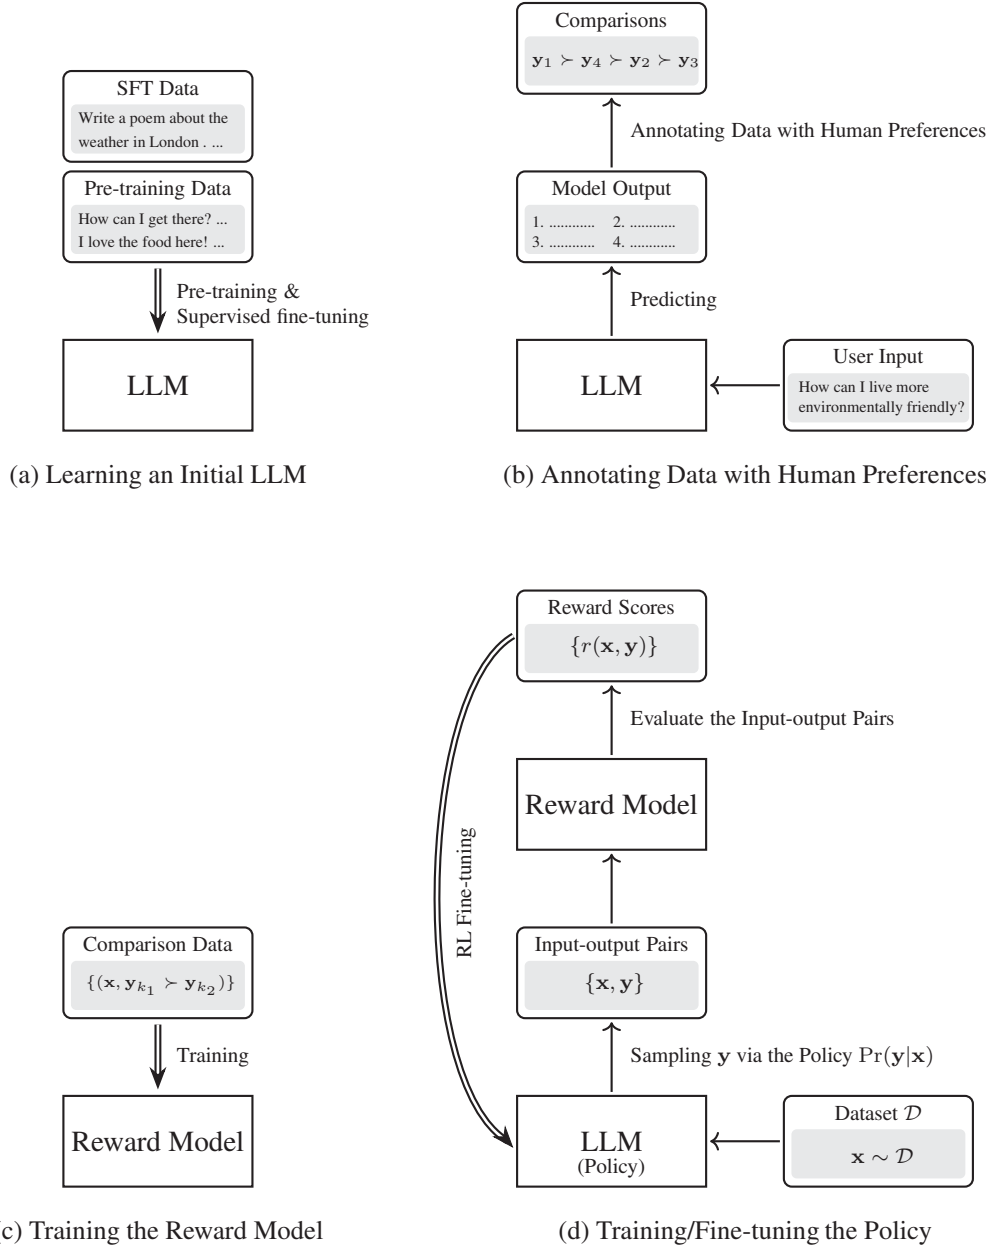 SFT Data
Write a poem about the
weather in London . ...
Pre-training Data
How can I get there? ...
I love the food here! ...
Pre-training &
Supervised fine-tuning
LLM
(a) Learning an Initial LLM
Comparisons
y₁ ≻ y₄ ≻ y₂ ≻ y₃
Annotating Data with Human Preferences
Model Output
1. ............ 2. ............
3. ............ 4. ............
Predicting
LLM
User Input
How can I live more
environmentally friendly?
(b) Annotating Data with Human Preferences
Comparison Data
{(x, y_{k₁} ≻ y_{k₂})}
Training
Reward Model
c) Training the Reward Model
Reward Scores
{r(x, y)}
Evaluate the Input-output Pairs
Reward Model
RL Fine-tuning
Input-output Pairs
{x, y}
Sampling y via the Policy Pr(y|x)
LLM
(Policy)
Dataset 𝒟
x ∼ 𝒟
(d) Training/Fine-tuning the Policy